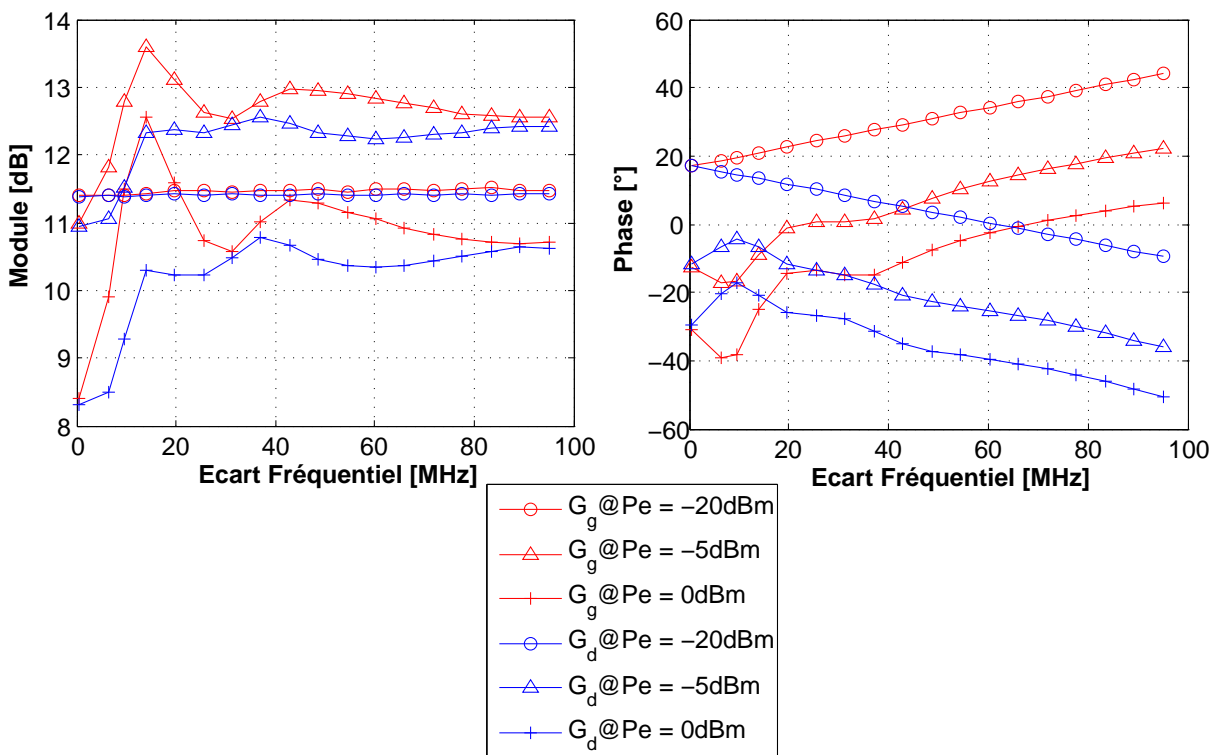 14
13
12
11
10
9
8
Module [dB]
0
20
40
60
80
100
Ecart Fréquentiel [MHz]
60
40
20
0
−20
−40
−60
Phase [°]
0
20
40
60
80
100
Ecart Fréquentiel [MHz]
G_g@Pe = −20dBm
G_g@Pe = −5dBm
G_g@Pe = 0dBm
G_d@Pe = −20dBm
G_d@Pe = −5dBm
G_d@Pe = 0dBm